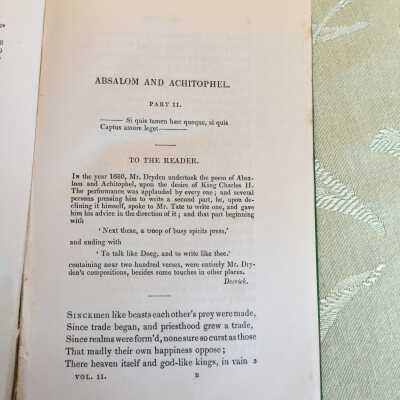 ABSALOM AND ACHITOPHEL.
PART II.
——— Si quis tamen hæc quoque, si quis
Captus amore leget ———
TO THE READER.
IN the year 1680, Mr. Dryden undertook the poem of Absa-
lom and Achitophel, upon the desire of King Charles II.
The performance was applauded by every one; and several
persons pressing him to write a second part, he, upon de-
clining it himself, spoke to Mr. Tate to write one, and gave
him his advice in the direction of it; and that part beginning
with
‘Next these, a troop of busy spirits press,’
and ending with
‘To talk like Doeg, and to write like thee.’
containing near two hundred verses, were entirely Mr. Dry-
den's compositions, besides some touches in other places.
Derrick.
SINCE men like beasts each other's prey were made,
Since trade began, and priesthood grew a trade,
Since realms were form'd, none sure so curst as those
That madly their own happiness oppose;
There heaven itself and god-like kings, in vain 5
VOL. II. B